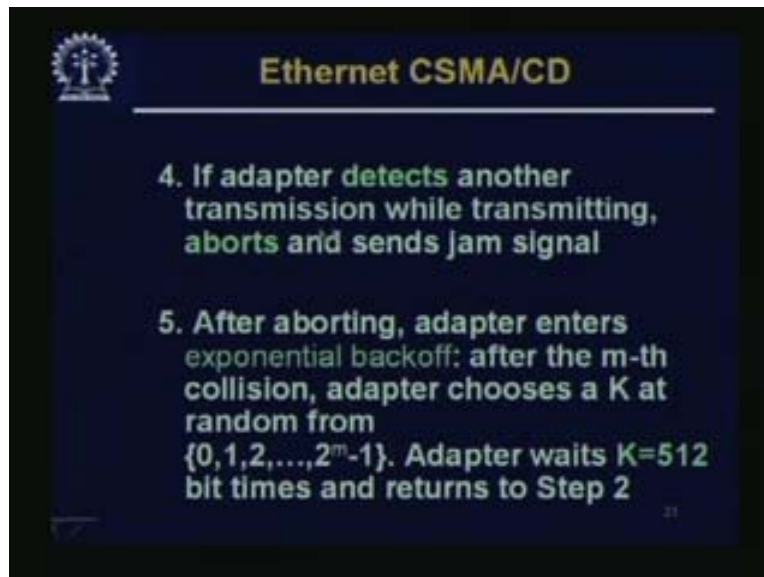 Ethernet CSMA/CD
4. If adapter detects another
transmission while transmitting,
aborts and sends jam signal
5. After aborting, adapter enters
exponential backoff: after the m-th
collision, adapter chooses a K at
random from
{0,1,2,...,2ᵐ-1}. Adapter waits K=512
bit times and returns to Step 2
21